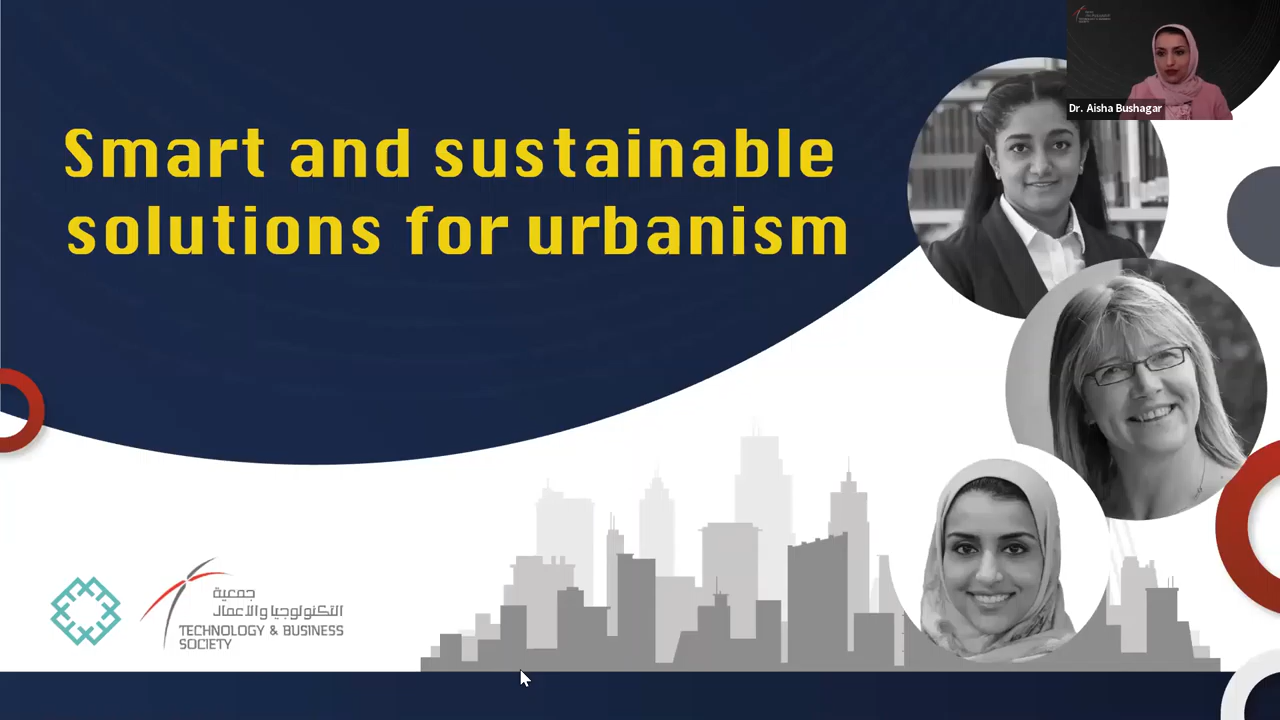 Smart and sustainable
solutions for urbanism
Dr. Aisha Bushagar
جمعية
التكنولوجيا والأعمال
TECHNOLOGY & BUSINESS
SOCIETY